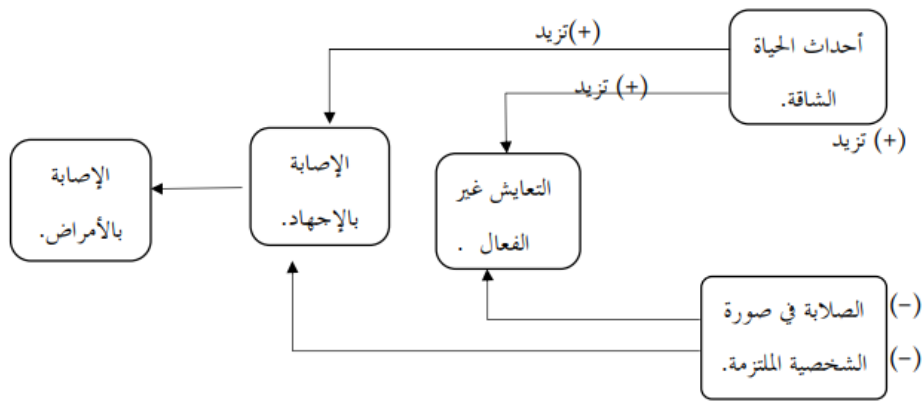 أحداث الحياة
الشاقة.
(+)تزيد
(+) تزيد
(+) تزيد
التعايش غير
الفعال .
الإصابة
بالإجهاد.
الإصابة
بالأمراض.
الصلابة في صورة
الشخصية الملتزمة.
(–)
(–)